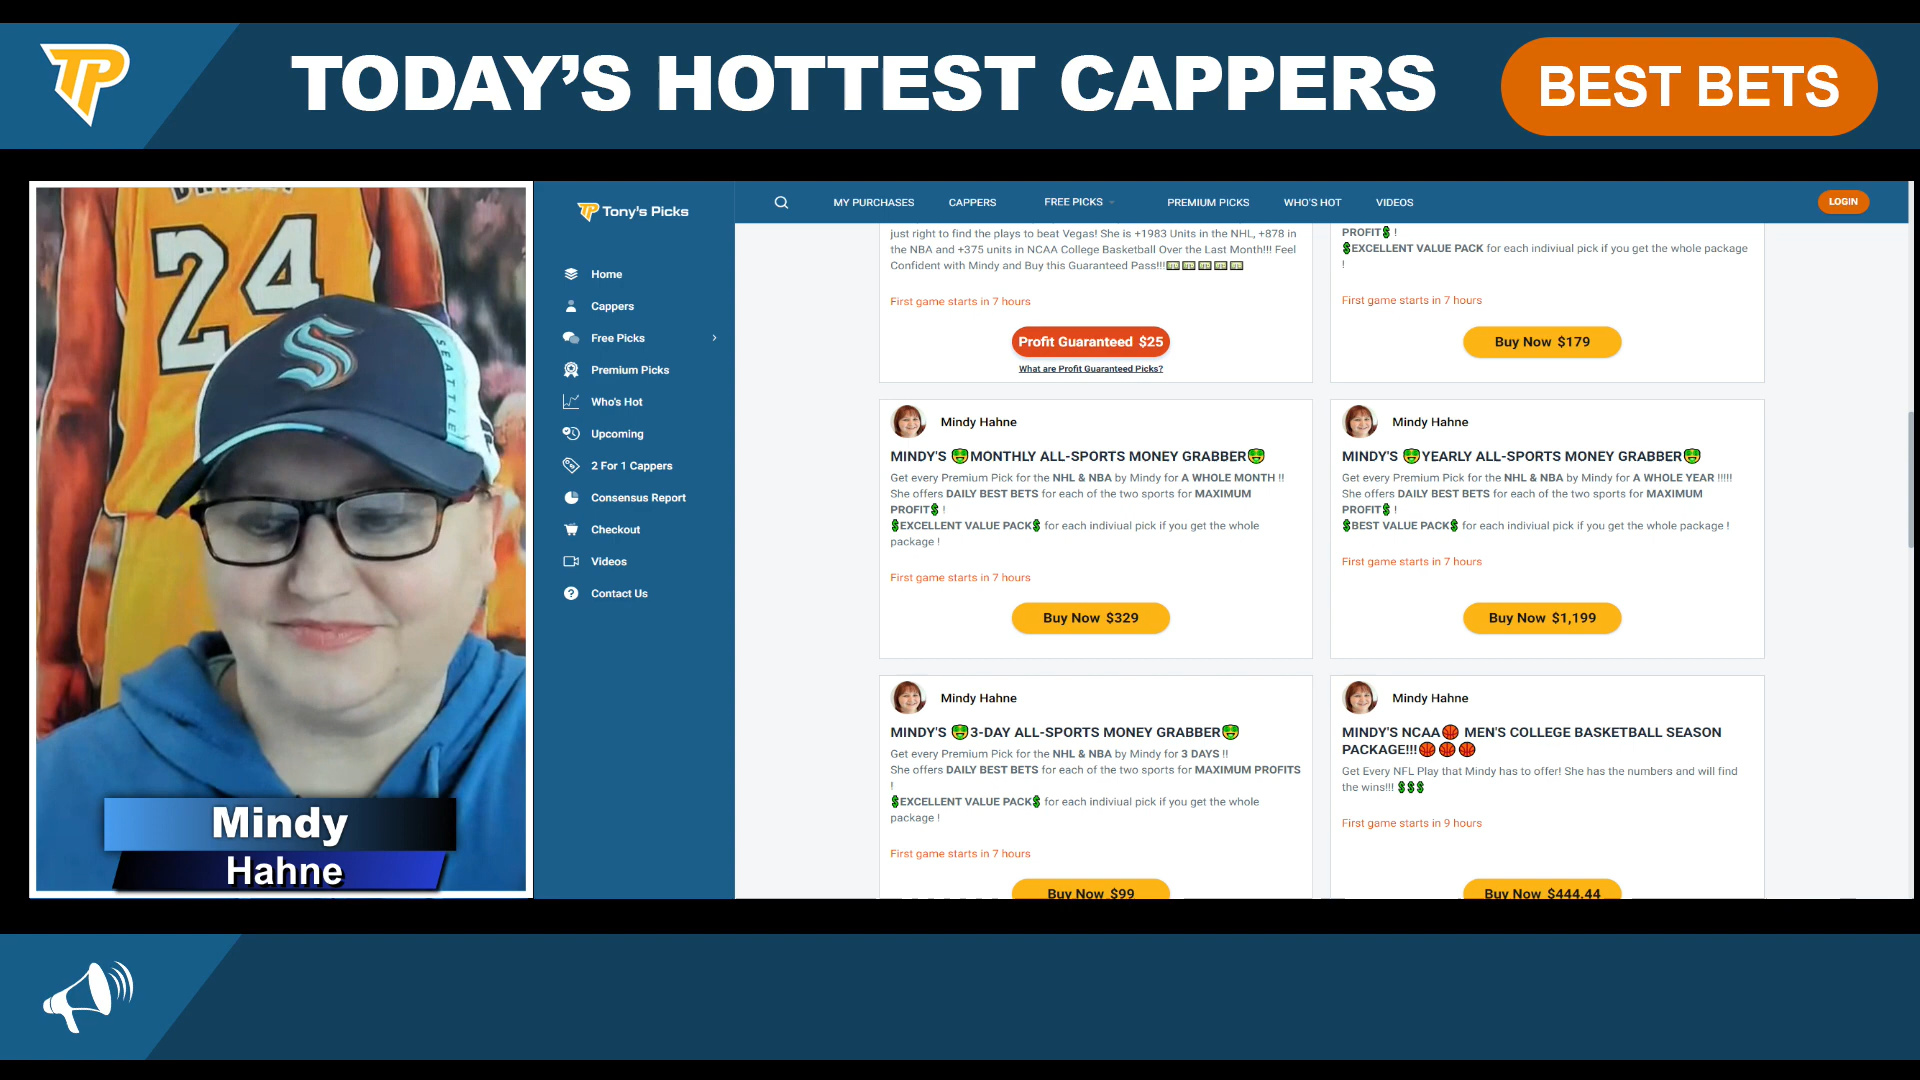 TODAY'S HOTTEST CAPPERS
BEST BETS
24
SEATTLE
Mindy
Hahne
Tony's Picks
Home
Cappers
Free Picks
Premium Picks
Who's Hot
Upcoming
2 For 1 Cappers
Consensus Report
Checkout
Videos
Contact Us
MY PURCHASES
CAPPERS
FREE PICKS
PREMIUM PICKS
WHO'S HOT
VIDEOS
LOGIN
just right to find the plays to beat Vegas! She is +1983 Units in the NHL, +878 in
the NBA and +375 units in NCAA College Basketball Over the Last Month!!! Feel
Confident with Mindy and Buy this Guaranteed Pass!!!💵💵💵💵💵
First game starts in 7 hours
Profit Guaranteed $25
What are Profit Guaranteed Picks?
PROFIT💲 !
💲EXCELLENT VALUE PACK for each indiviual pick if you get the whole package
!
First game starts in 7 hours
Buy Now $179
Mindy Hahne
MINDY'S 🤑MONTHLY ALL-SPORTS MONEY GRABBER🤑
Get every Premium Pick for the NHL & NBA by Mindy for A WHOLE MONTH !!
She offers DAILY BEST BETS for each of the two sports for MAXIMUM
PROFIT💲 !
💲EXCELLENT VALUE PACK💲 for each indiviual pick if you get the whole
package !
First game starts in 7 hours
Buy Now $329
Mindy Hahne
MINDY'S 🤑YEARLY ALL-SPORTS MONEY GRABBER🤑
Get every Premium Pick for the NHL & NBA by Mindy for A WHOLE YEAR !!!!!
She offers DAILY BEST BETS for each of the two sports for MAXIMUM
PROFIT💲 !
💲BEST VALUE PACK💲 for each indiviual pick if you get the whole package !
First game starts in 7 hours
Buy Now $1,199
Mindy Hahne
MINDY'S 🤑3-DAY ALL-SPORTS MONEY GRABBER🤑
Get every Premium Pick for the NHL & NBA by Mindy for 3 DAYS !!
She offers DAILY BEST BETS for each of the two sports for MAXIMUM PROFITS
!
💲EXCELLENT VALUE PACK💲 for each indiviual pick if you get the whole
package !
First game starts in 7 hours
Buy Now $99
Mindy Hahne
MINDY'S NCAA🏀 MEN'S COLLEGE BASKETBALL SEASON
PACKAGE!!!🏀🏀🏀
Get Every NFL Play that Mindy has to offer! She has the numbers and will find
the wins!!! 💲💲💲
First game starts in 9 hours
Buy Now $444.44